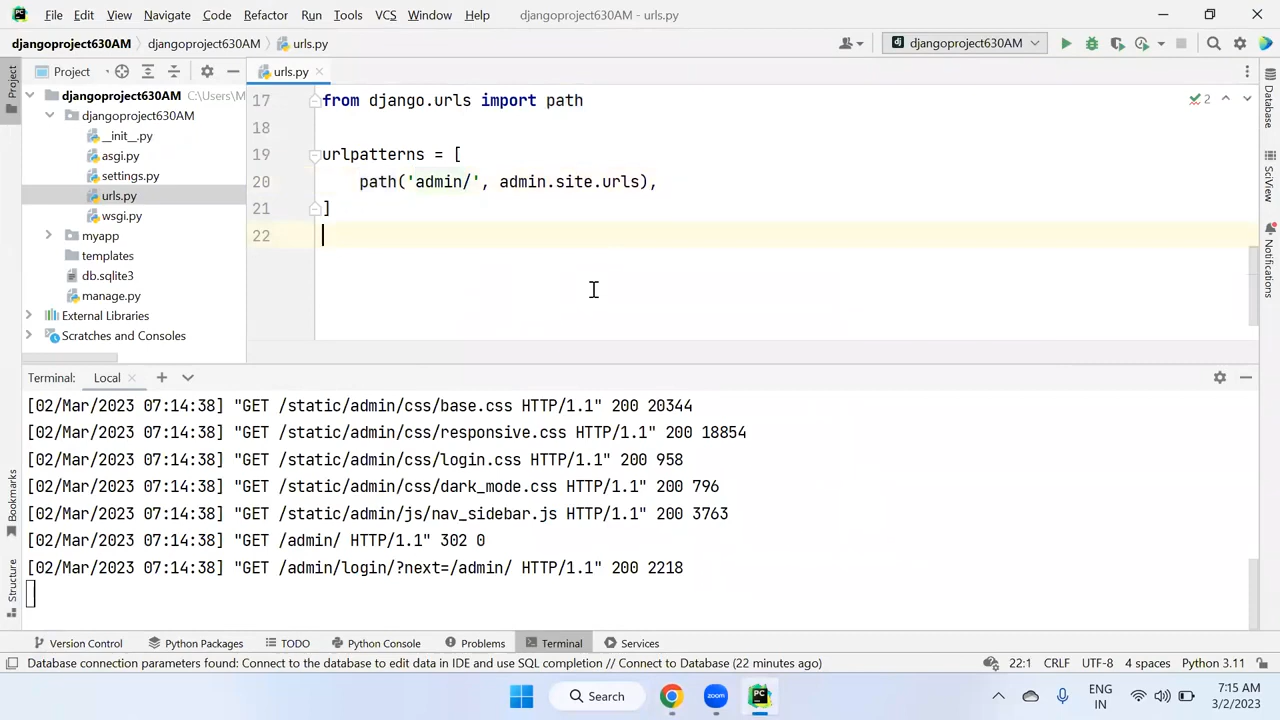 PC File Edit View Navigate Code Refactor Run Tools VCS Window Help djangoproject630AM - urls.py
djangoproject630AM djangoproject630AM urls.py djangoproject630AM
Project urls.py
djangoproject630AM C:\Users\M
djangoproject630AM
__init__.py
asgi.py
settings.py
urls.py
wsgi.py
myapp
templates
db.sqlite3
manage.py
External Libraries
Scratches and Consoles
17 from django.urls import path
18
19 urlpatterns = [
20 path('admin/', admin.site.urls),
21 ]
22
2
Project
Bookmarks
Structure
Database
SciView
Notifications
Terminal: Local
[02/Mar/2023 07:14:38] "GET /static/admin/css/base.css HTTP/1.1" 200 20344
[02/Mar/2023 07:14:38] "GET /static/admin/css/responsive.css HTTP/1.1" 200 18854
[02/Mar/2023 07:14:38] "GET /static/admin/css/login.css HTTP/1.1" 200 958
[02/Mar/2023 07:14:38] "GET /static/admin/css/dark_mode.css HTTP/1.1" 200 796
[02/Mar/2023 07:14:38] "GET /static/admin/js/nav_sidebar.js HTTP/1.1" 200 3763
[02/Mar/2023 07:14:38] "GET /admin/ HTTP/1.1" 302 0
[02/Mar/2023 07:14:38] "GET /admin/login/?next=/admin/ HTTP/1.1" 200 2218
Version Control Python Packages TODO Python Console Problems Terminal Services
Database connection parameters found: Connect to the database to edit data in IDE and use SQL completion // Connect to Database (22 minutes ago) 22:1 CRLF UTF-8 4 spaces Python 3.11
Search zoom PC ENG 7:15 AM
IN 3/2/2023